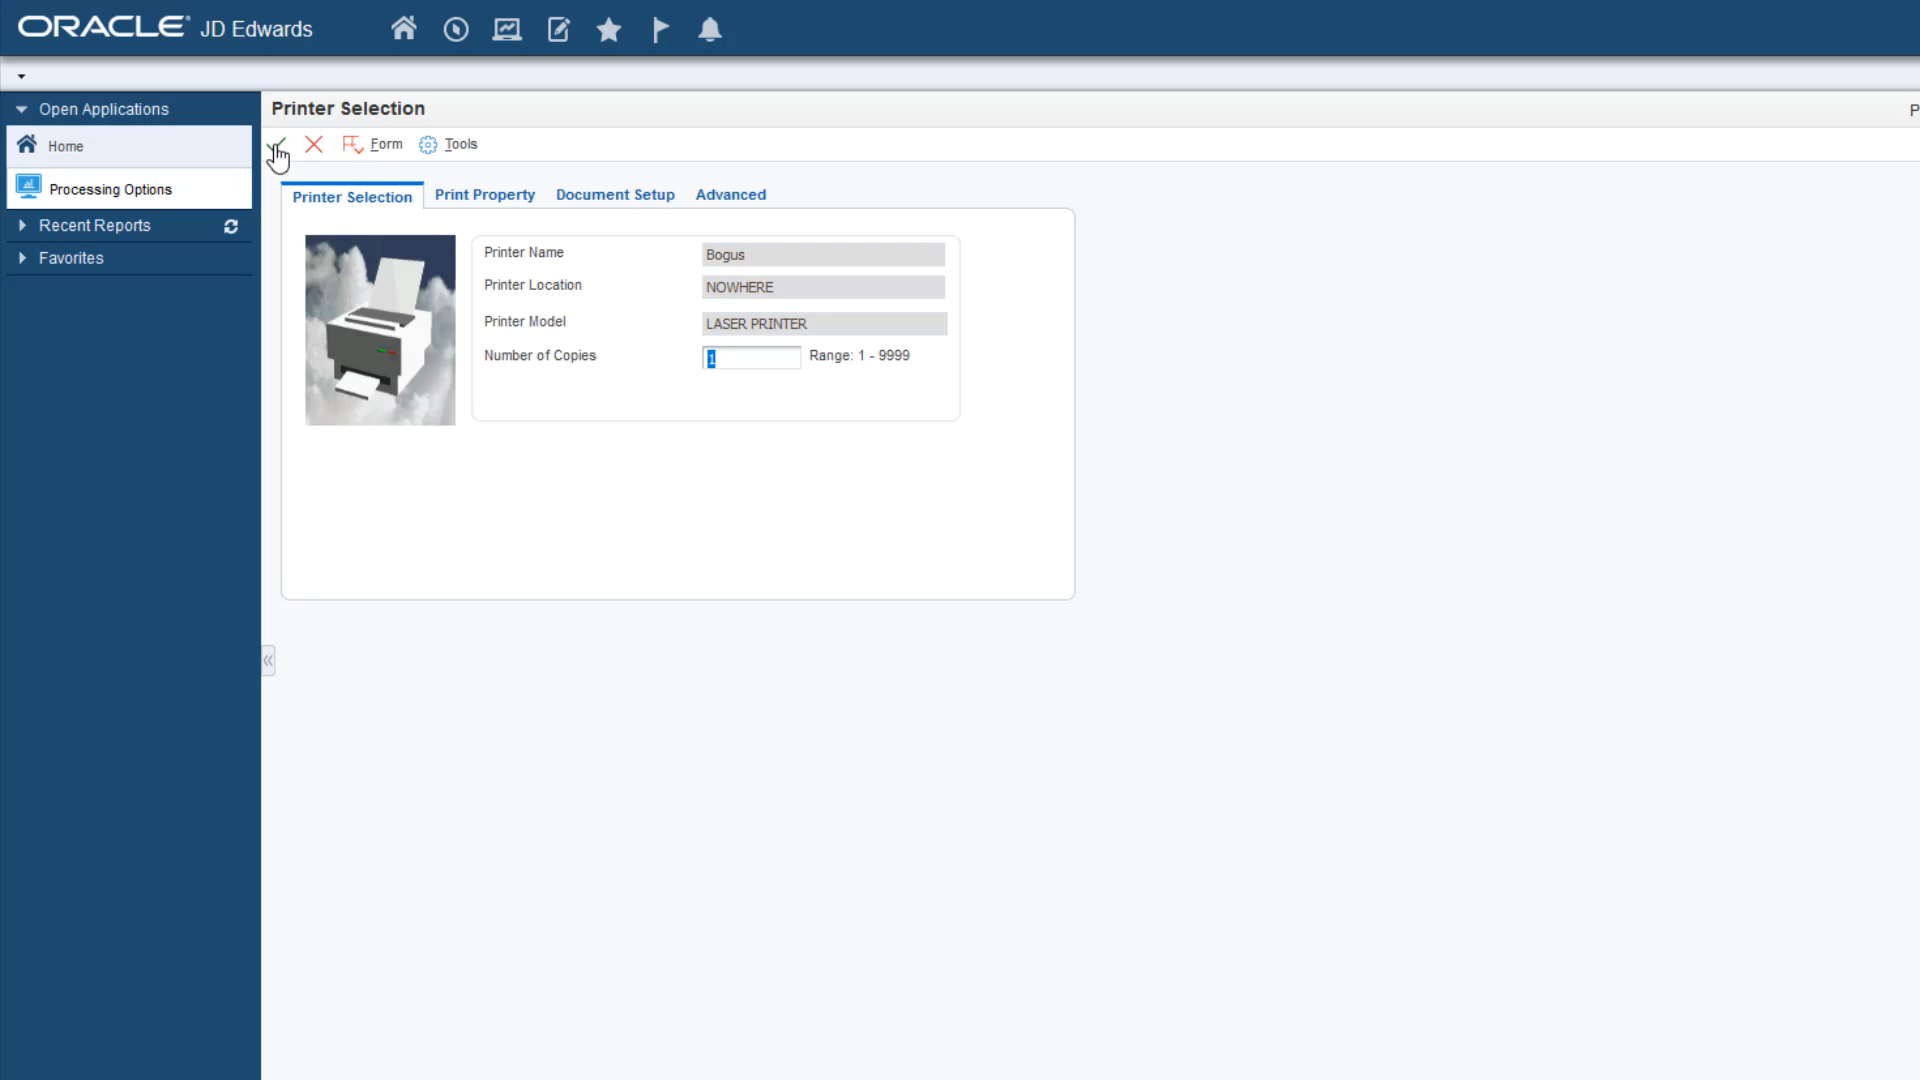 ORACLE JD Edwards
Open Applications
Home
Processing Options
Recent Reports
Favorites
Printer Selection
P
Form Tools
Printer Selection Print Property Document Setup Advanced
Printer Name Bogus
Printer Location NOWHERE
Printer Model LASER PRINTER
Number of Copies 1 Range: 1 - 9999